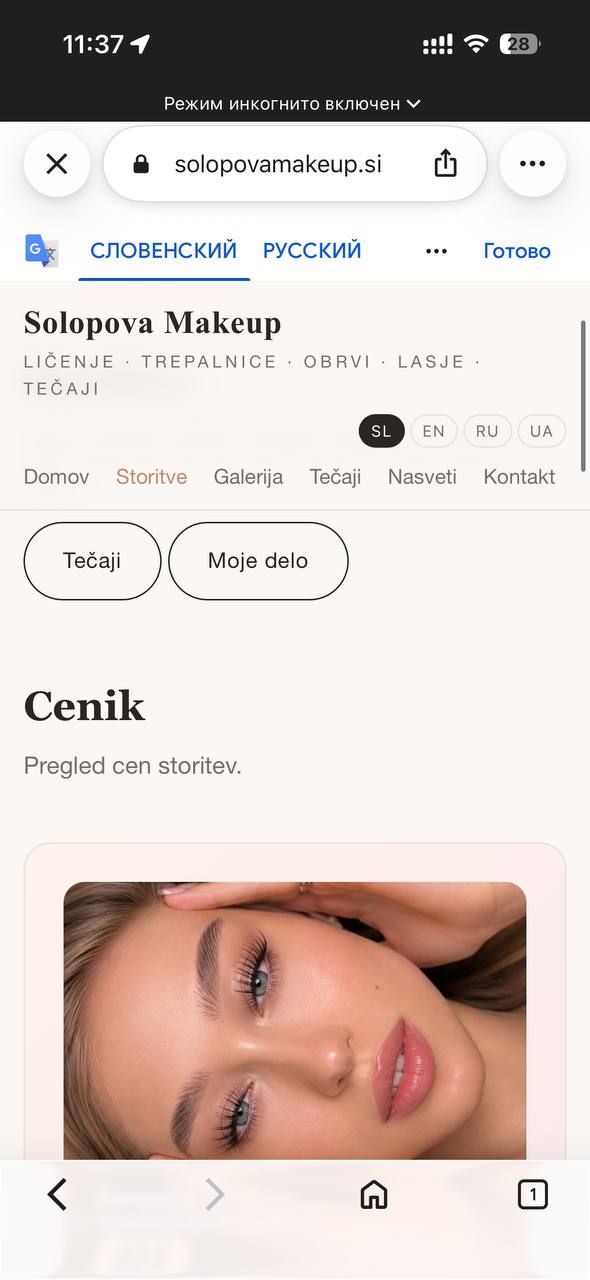 11:37
28
Режим инкогнито включен
solopovamakeup.si
СЛОВЕНСКИЙ РУССКИЙ ... Готово
Solopova Makeup
LIČENJE · TREPALNICE · OBRVI · LASJE ·
TEČAJI
SL EN RU UA
Domov Storitve Galerija Tečaji Nasveti Kontakt
Tečaji Moje delo
Cenik
Pregled cen storitev.
1